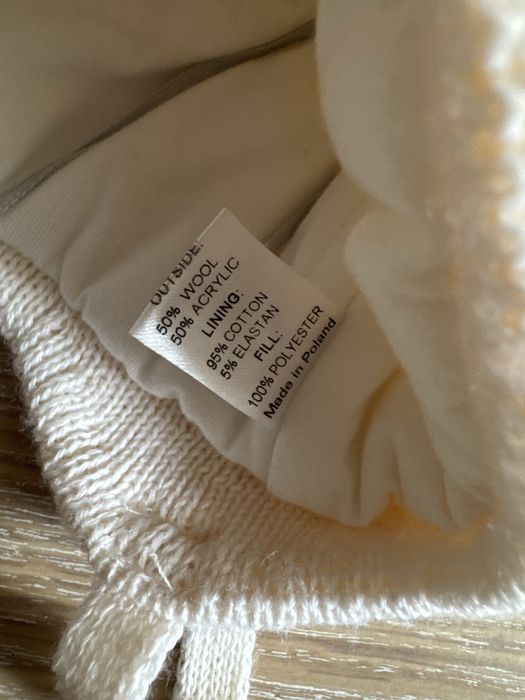 OUTSIDE:
50% WOOL
50% ACRYLIC
LINING:
95% COTTON
5% ELASTAN
FILL:
100% POLYESTER
Made in Poland